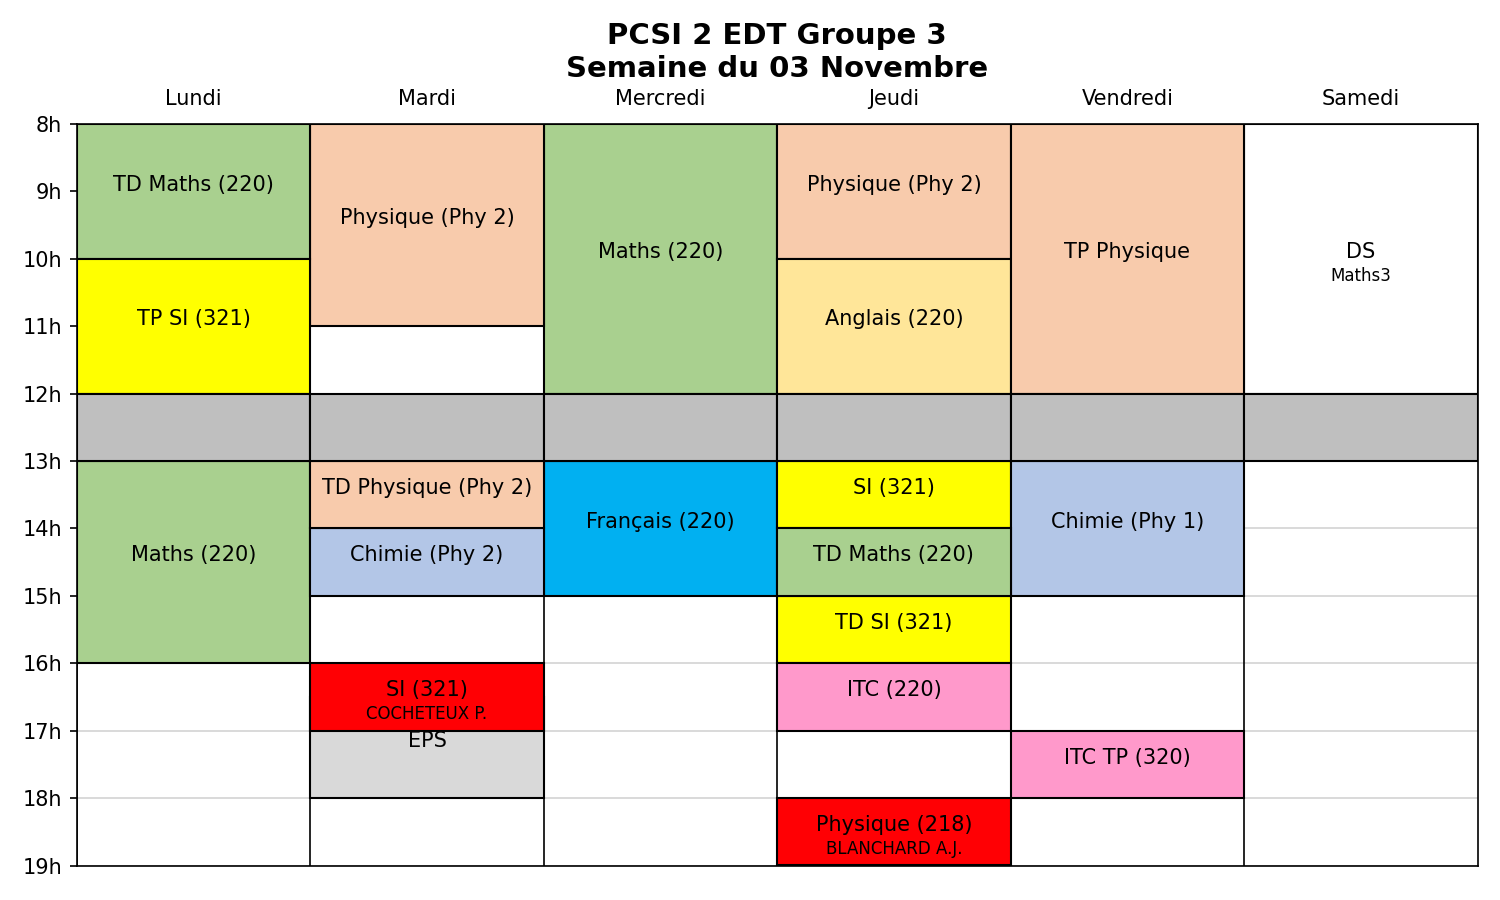 PCSI 2 EDT Groupe 3
Semaine du 03 Novembre
Lundi
Mardi
Mercredi
Jeudi
Vendredi
Samedi
8h
9h
10h
11h
12h
13h
14h
15h
16h
17h
18h
19h
TD Maths (220)
TP SI (321)
Maths (220)
Physique (Phy 2)
TD Physique (Phy 2)
Chimie (Phy 2)
SI (321)
COCHETEUX P.
EPS
Maths (220)
Français (220)
Physique (Phy 2)
Anglais (220)
SI (321)
TD Maths (220)
TD SI (321)
ITC (220)
Physique (218)
BLANCHARD A.J.
TP Physique
Chimie (Phy 1)
ITC TP (320)
DS
Maths3